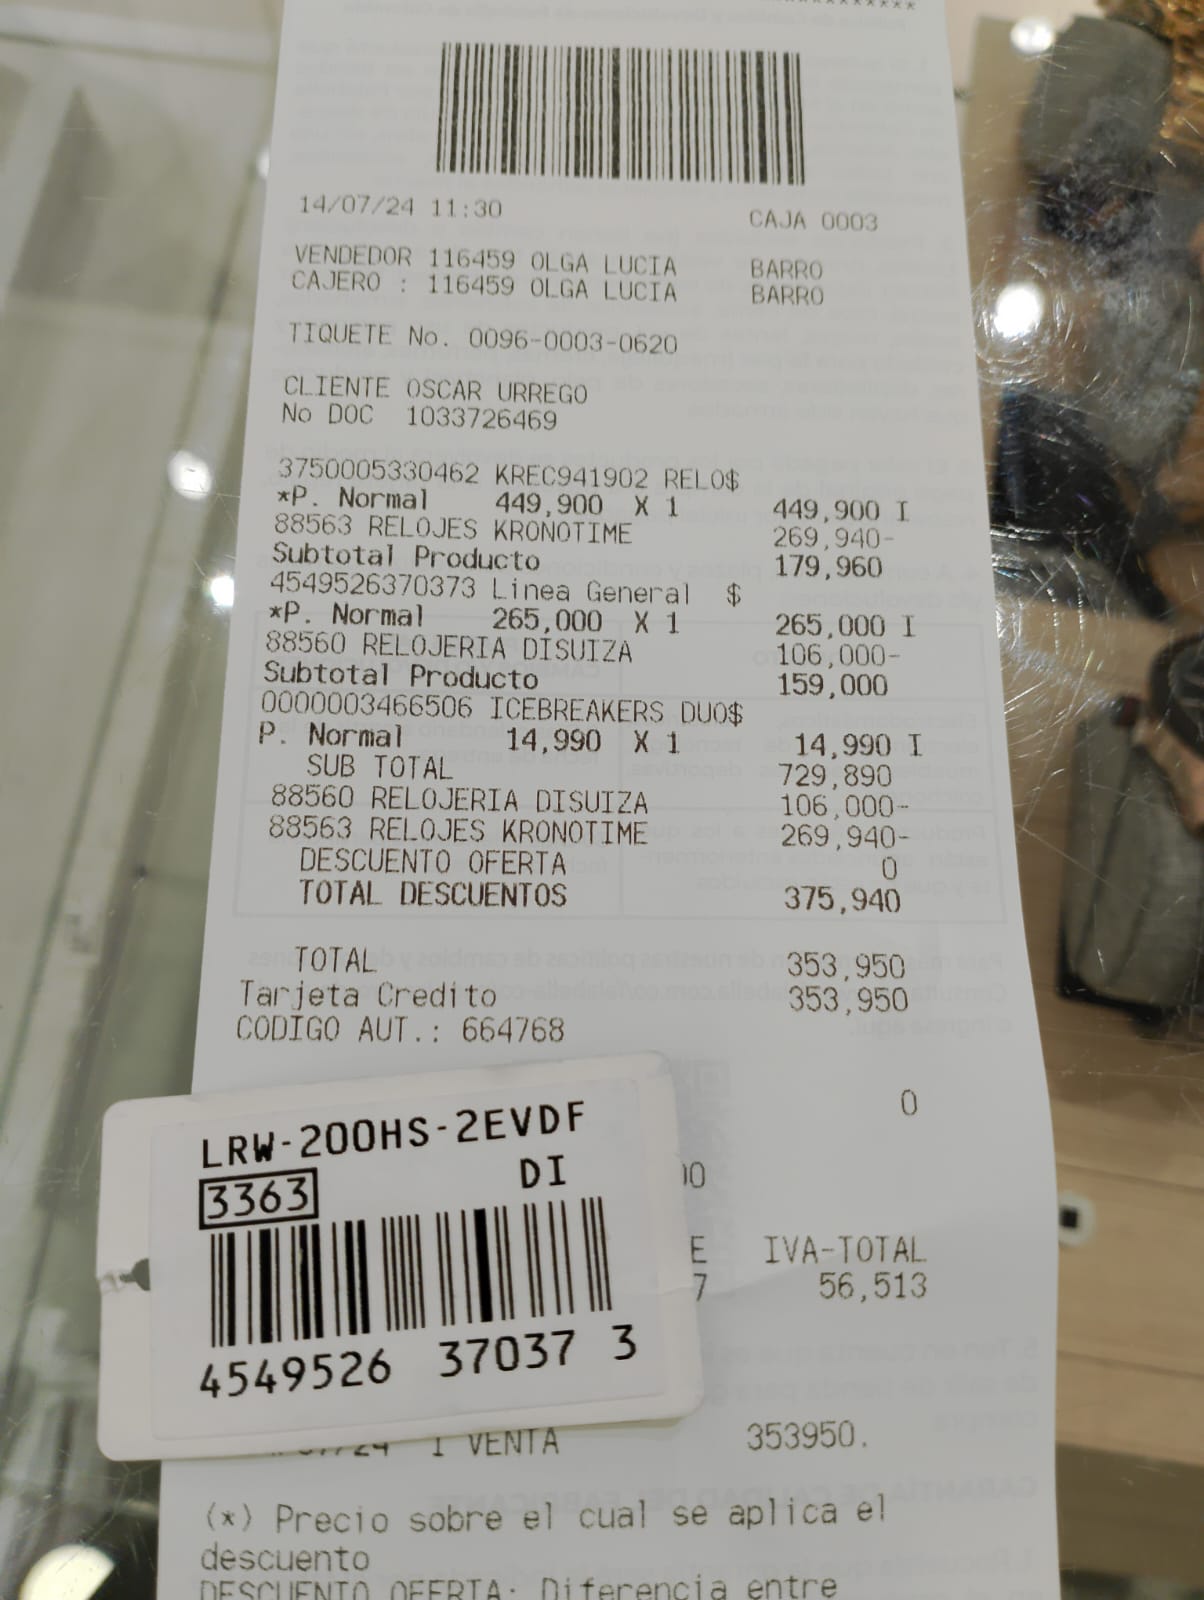 14/07/24 11:30 CAJA 0003
VENDEDOR 116459 OLGA LUCIA BARRO
CAJERO : 116459 OLGA LUCIA BARRO
TIQUETE No. 0096-0003-0620
CLIENTE OSCAR URREGO
No DOC 1033726469
3750005330462 KREC941902 RELO$
*P. Normal 449,900 X 1 449,900 I
88563 RELOJES KRONOTIME 269,940-
Subtotal Producto 179,960
4549526370373 Linea General $
*P. Normal 265,000 X 1 265,000 I
88560 RELOJERIA DISUIZA 106,000-
Subtotal Producto 159,000
0000003466506 ICEBREAKERS DUO$
P. Normal 14,990 X 1 14,990 I
SUB TOTAL 729,890
88560 RELOJERIA DISUIZA 106,000-
88563 RELOJES KRONOTIME 269,940-
DESCUENTO OFERTA 0
TOTAL DESCUENTOS 375,940
TOTAL 353,950
Tarjeta Credito 353,950
CODIGO AUT.: 664768
0
LRW-200HS-2EVDF
3363 DI
4549526 37037 3
E IVA-TOTAL
7 56,513
1 VENTA 353950.
(*) Precio sobre el cual se aplica el
descuento
DESCUENTO OFERTA: Diferencia entre